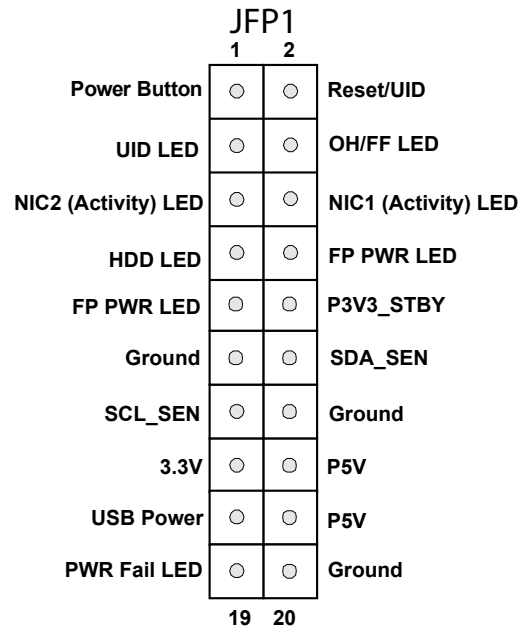 JFP1
1 2
Power Button Reset/UID
UID LED OH/FF LED
NIC2 (Activity) LED NIC1 (Activity) LED
HDD LED FP PWR LED
FP PWR LED P3V3_STBY
Ground SDA_SEN
SCL_SEN Ground
3.3V P5V
USB Power P5V
PWR Fail LED Ground
19 20